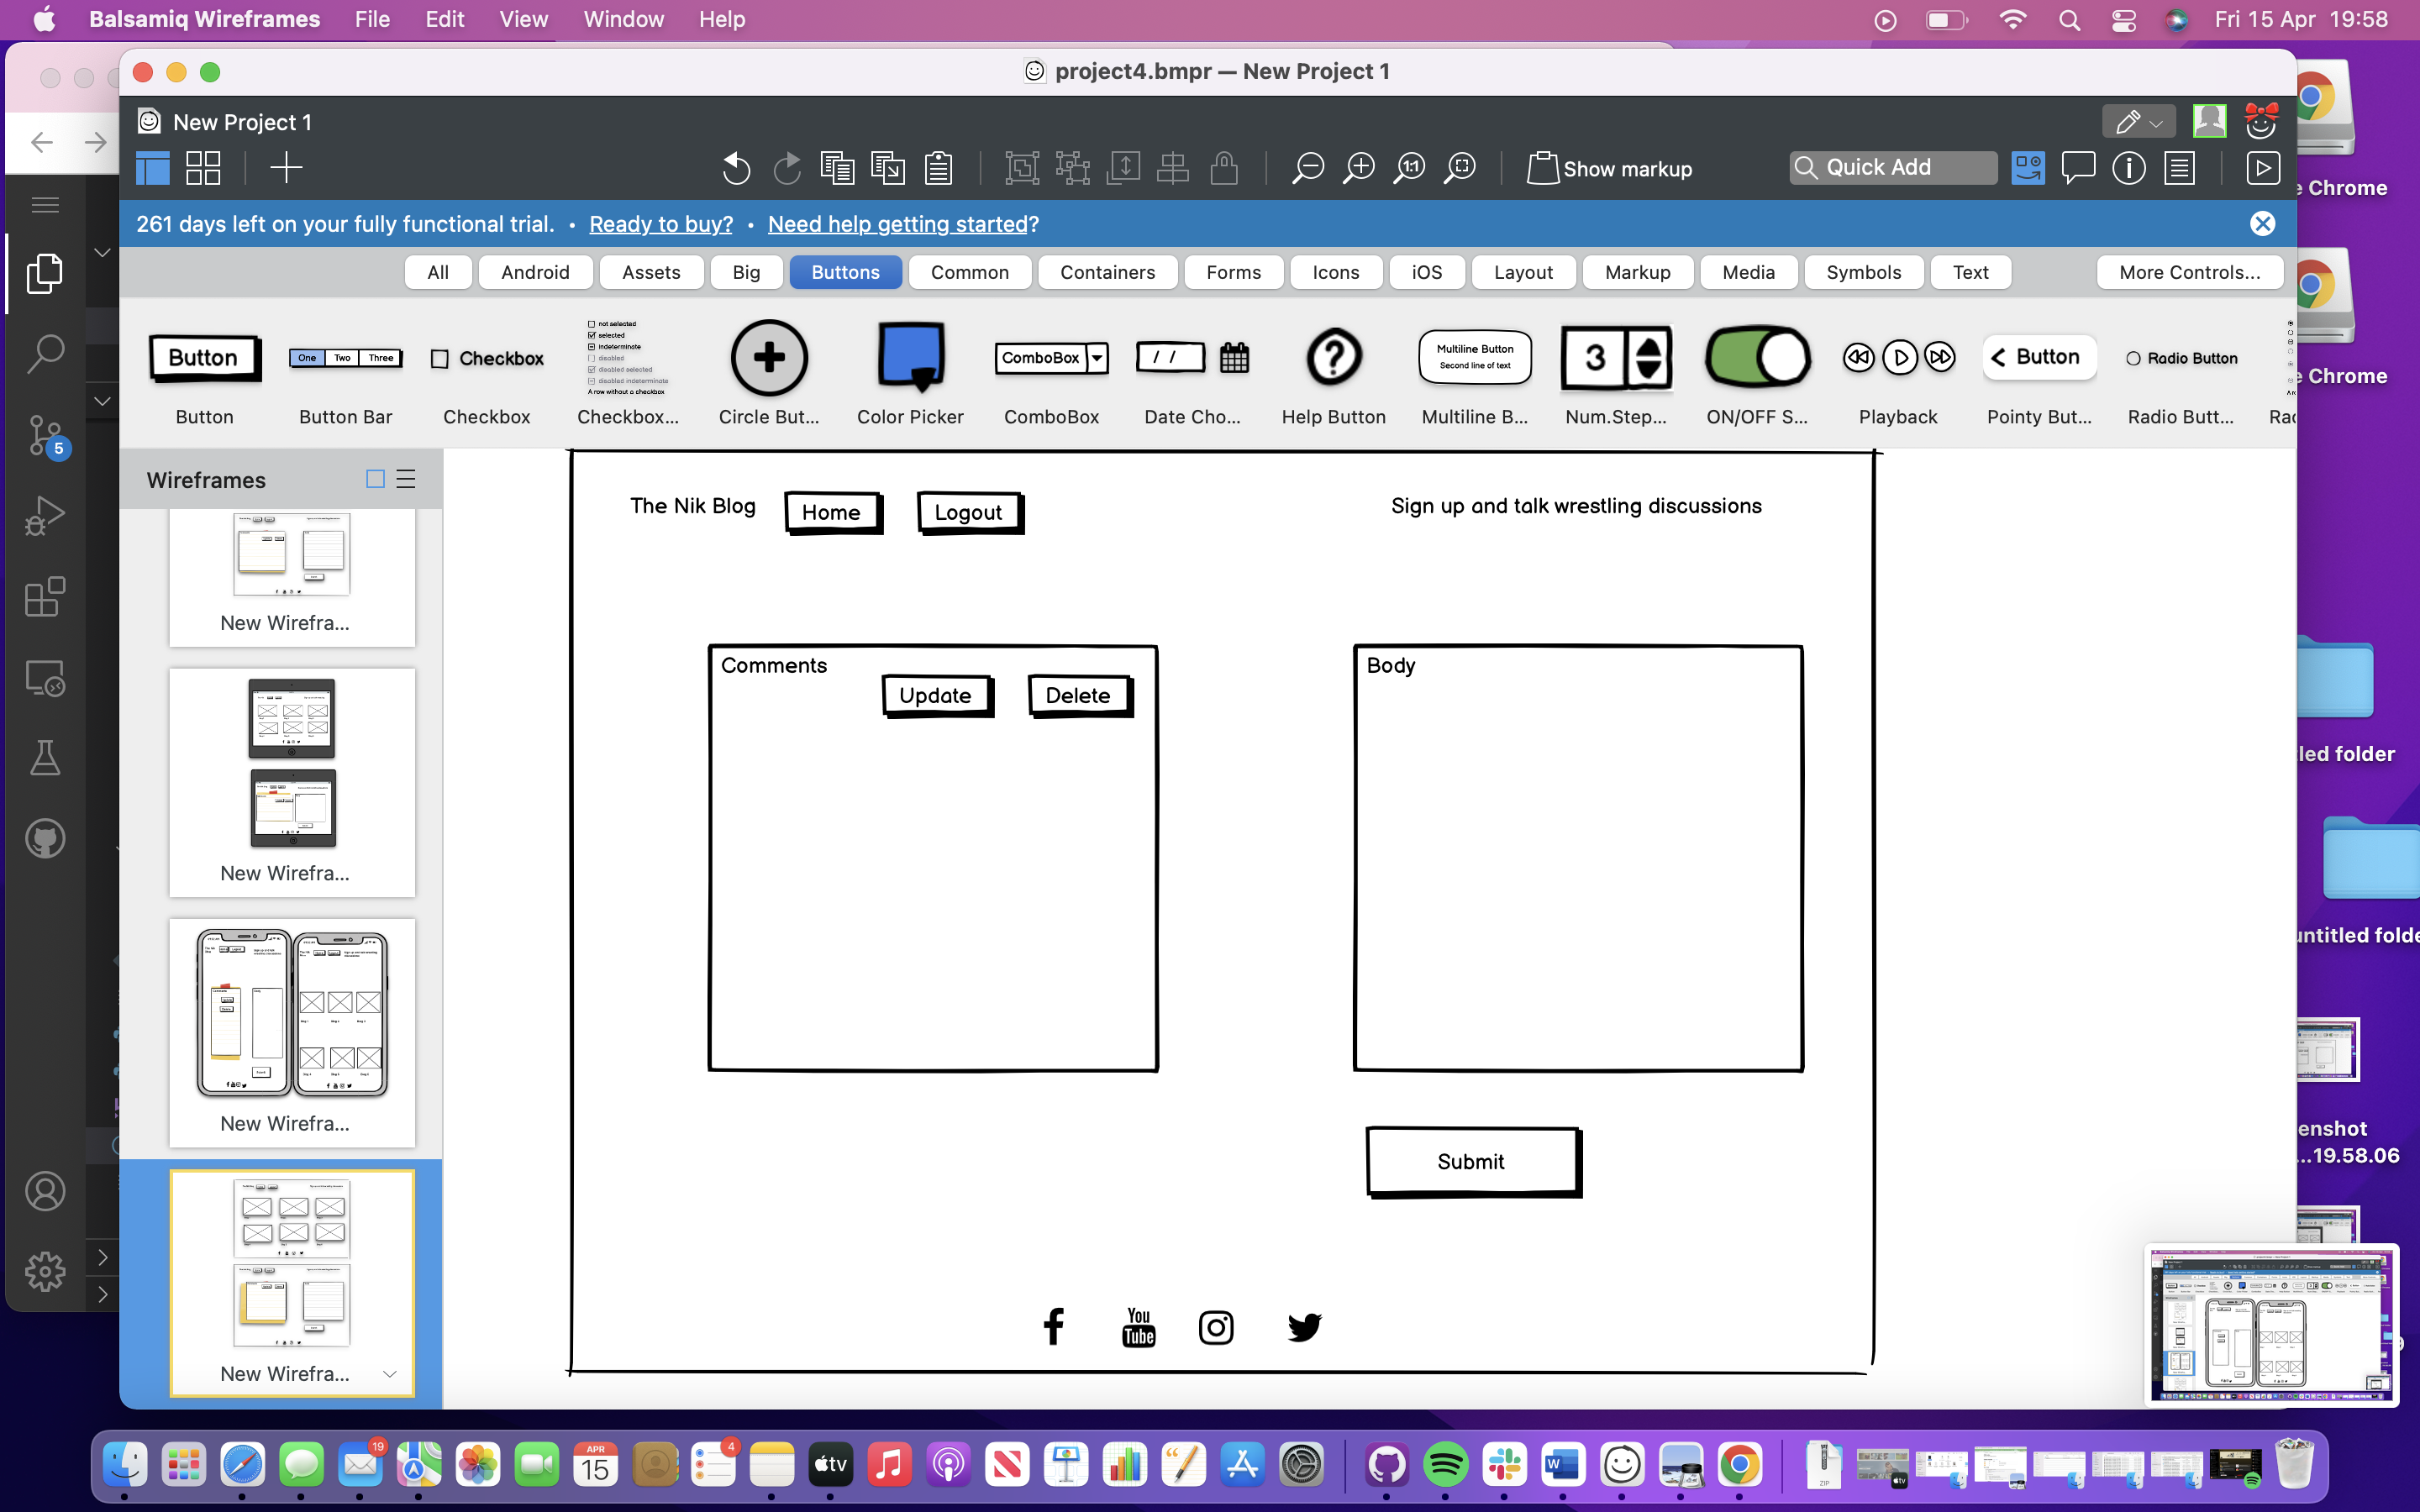 Balsamiq Wireframes File Edit View Window Help Fri 15 Apr 19:58
project4.bmpr — New Project 1
New Project 1
Show markup 1:1 Quick Add
261 days left on your fully functional trial. • Ready to buy? • Need help getting started?
All Android Assets Big Buttons Common Containers Forms Icons iOS Layout Markup Media Symbols Text More Controls...
Button One Two Three Checkbox ComboBox / / ? Multiline Button 3 Button Radio Button
Second line of text
not selected
selected
indeterminate
disabled
disabled selected
disabled indeterminate
A row without a checkbox
Button Button Bar Checkbox Checkbox... Circle But... Color Picker ComboBox Date Cho... Help Button Multiline B... Num.Step... ON/OFF S... Playback Pointy But... Radio Butt...
Wireframes
New Wirefra...
New Wirefra...
New Wirefra...
New Wirefra...
The Nik Blog Home Logout Sign up and talk wrestling discussions
Comments Update Delete
Body
Submit
You
Tube
5
e Chrome
e Chrome
led folder
untitled folde
enshot
...19.58.06
19 APR 15 4 tv W ZIP